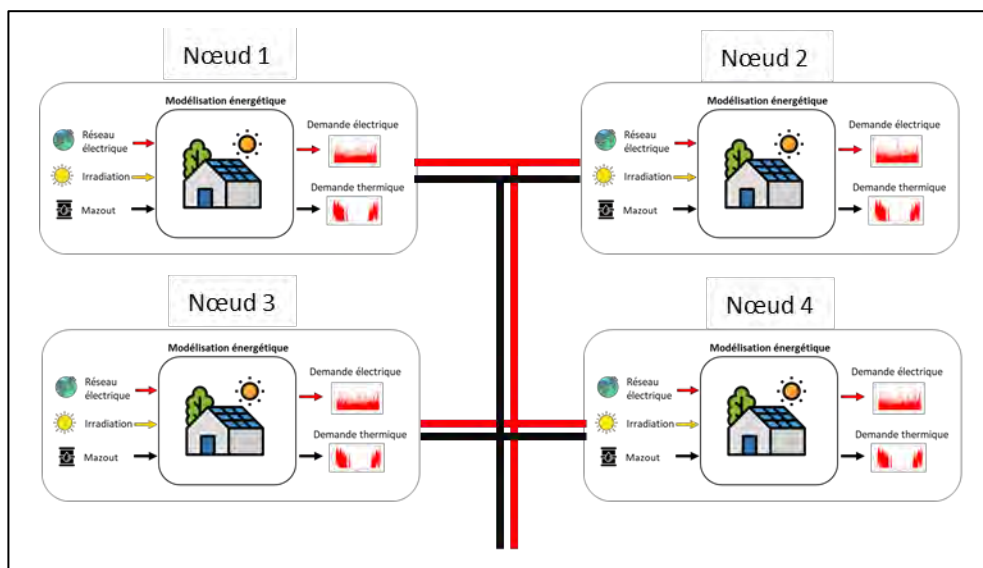 Nœud 1
Modélisation énergétique
Réseau
électrique
Irradiation
Mazout
Demande électrique
Demande thermique
Nœud 2
Modélisation énergétique
Réseau
électrique
Irradiation
Mazout
Demande électrique
Demande thermique
Nœud 3
Modélisation énergétique
Réseau
électrique
Irradiation
Mazout
Demande électrique
Demande thermique
Nœud 4
Modélisation énergétique
Réseau
électrique
Irradiation
Mazout
Demande électrique
Demande thermique